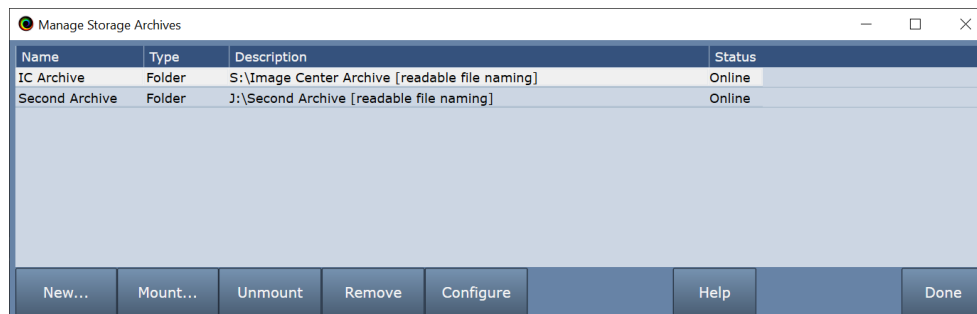 Manage Storage Archives
Name Type Description Status
IC Archive Folder S:\Image Center Archive [readable file naming] Online
Second Archive Folder J:\Second Archive [readable file naming] Online
New... Mount... Unmount Remove Configure Help Done